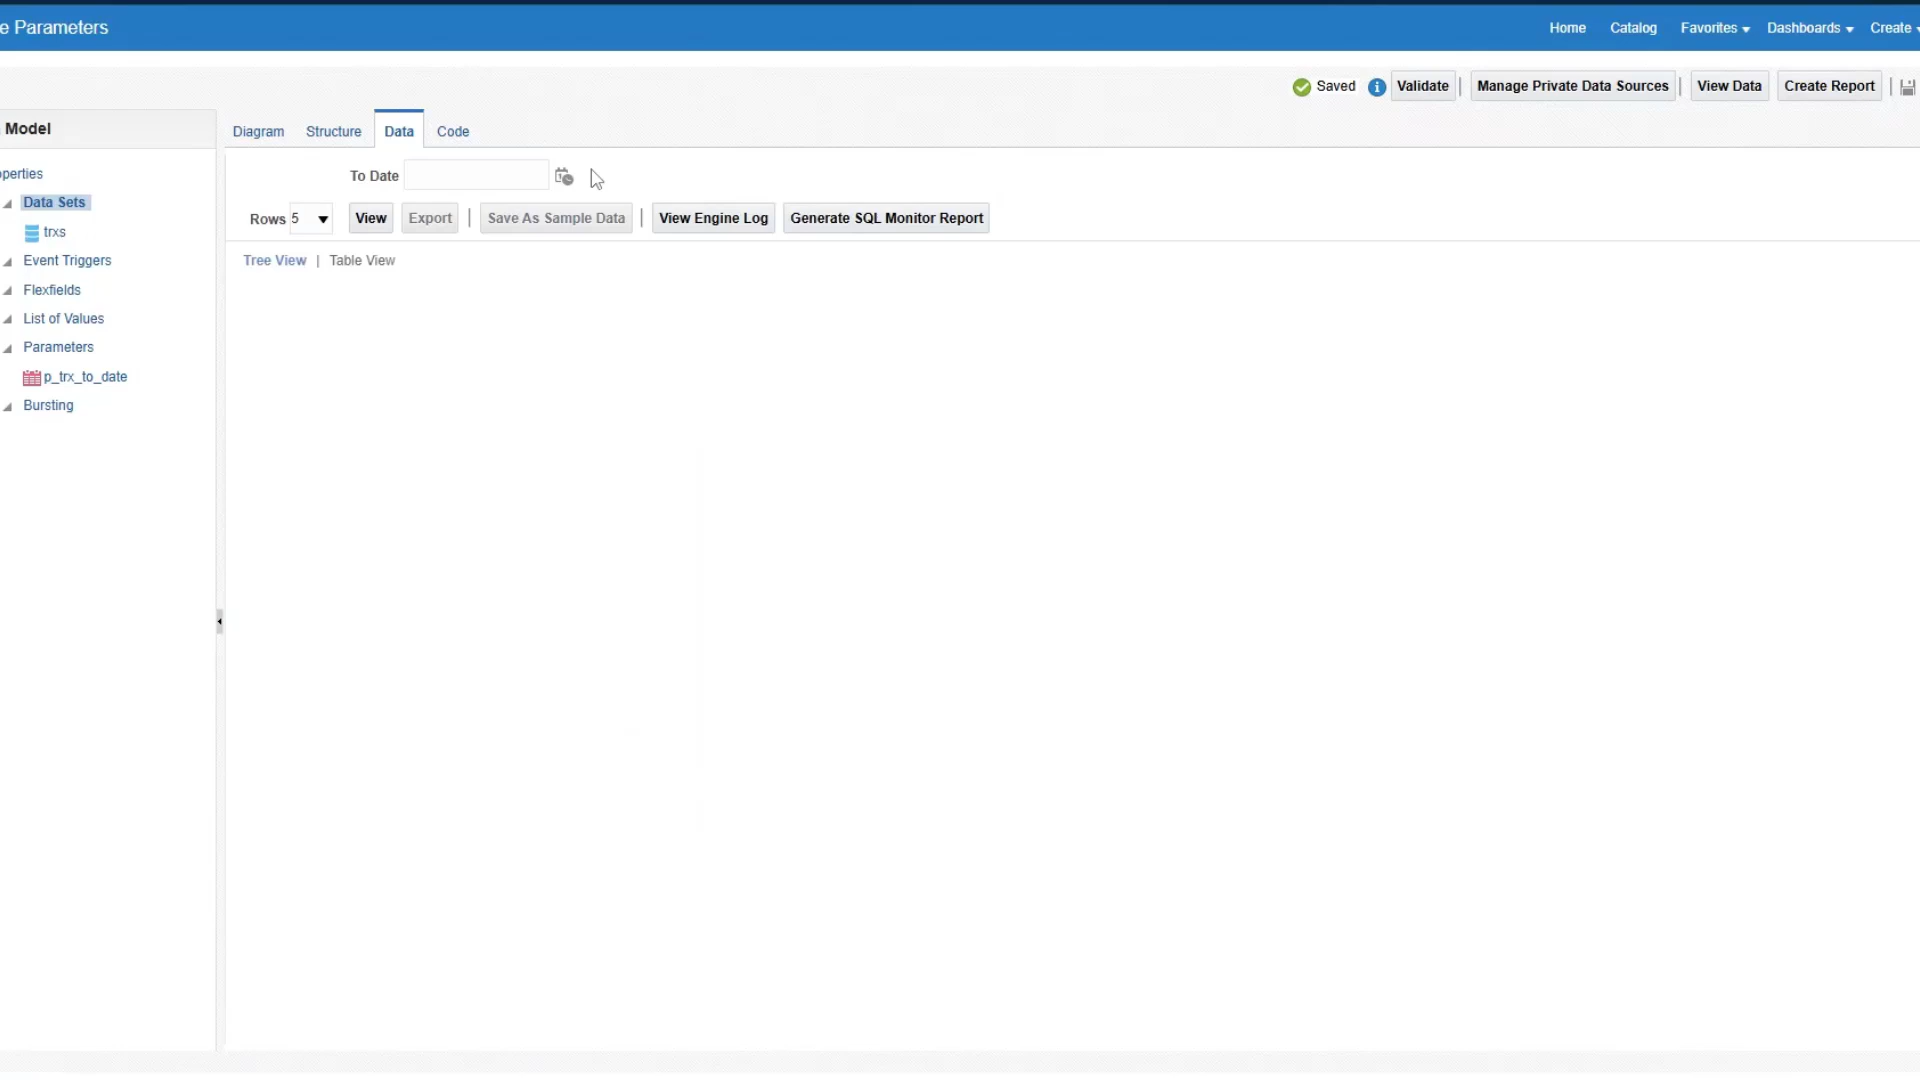 e Parameters
Home Catalog Favorites Dashboards Create
Saved Validate Manage Private Data Sources View Data Create Report
Model
Diagram Structure Data Code
perties
To Date
Data Sets
Rows 5 View Export Save As Sample Data View Engine Log Generate SQL Monitor Report
trxs
Tree View | Table View
Event Triggers
Flexfields
List of Values
Parameters
p_trx_to_date
Bursting